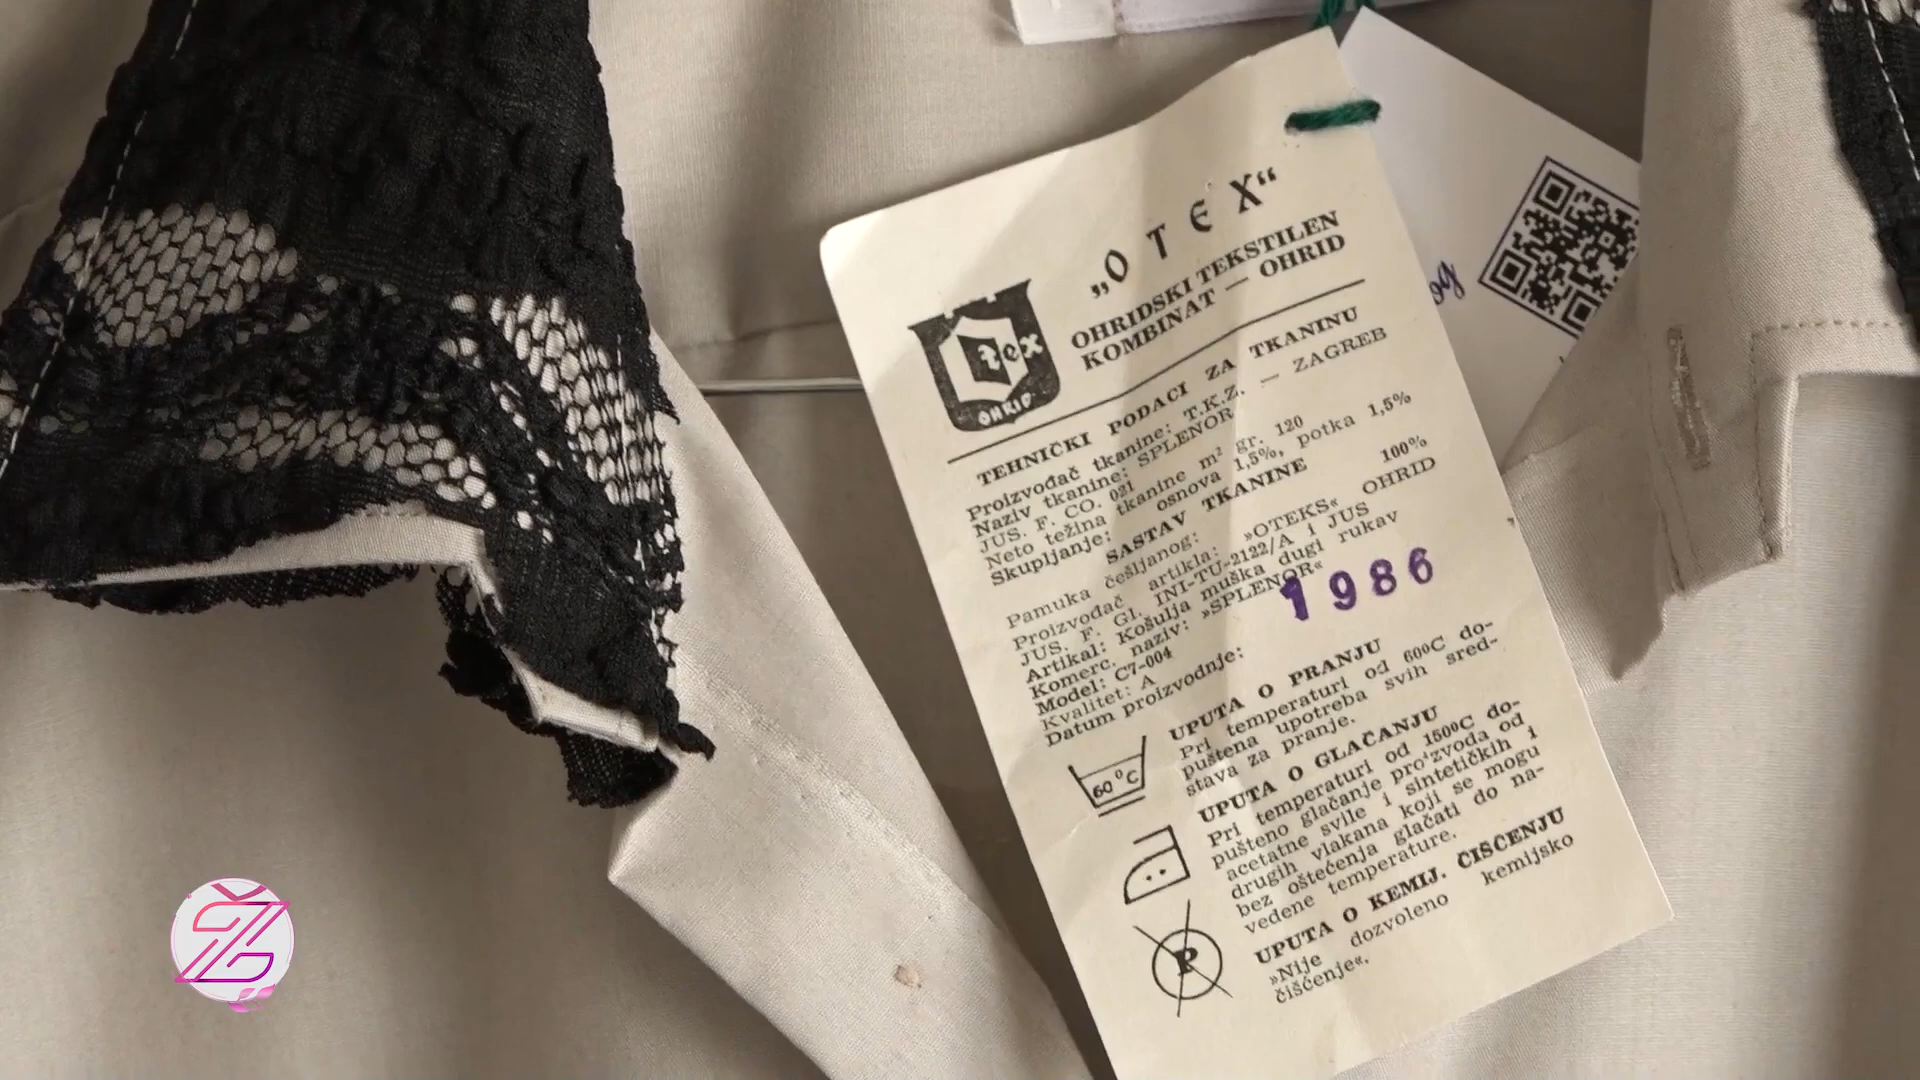 „OTEX“
OHRIDSKI TEKSTILEN
KOMBINAT — OHRID
tex
OHRID
TEHNIČKI PODACI ZA TKANINU
Proizvođač tkanine: T.K.Z. — ZAGREB
Naziv tkanine: SPLENOR
JUS. F. CO. 021
Neto težina tkanine m² gr. 120
Skupljanje: osnova 1,5%, potka 1,5%
SASTAV TKANINE
Pamuka češljanog: 100%
Proizvođač artikla: »OTEKS« OHRID
JUS. F. G1. INI-TU-2122/A i JUS
Artikal: Košulja muška dugi rukav
Komerc. naziv: »SPLENOR«
Model: C7-004
Kvalitet: A
Datum proizvodnje:
1986
UPUTA O PRANJU
Pri temperaturi od 600C do-
puštena upotreba svih sred-
stava za pranje.
60°C
UPUTA O GLAČANJU
Pri temperaturi od 1500C do-
pušteno glačanje pro'zvoda od
acetatne svile i sintetičkih i
drugih vlakana koji se mogu
bez oštećenja glačati do na-
vedene temperature.
UPUTA O KEMIJ. ČIŠĆENJU
»Nije dozvoljeno kemijsko
čišćenje«.
P
Ž